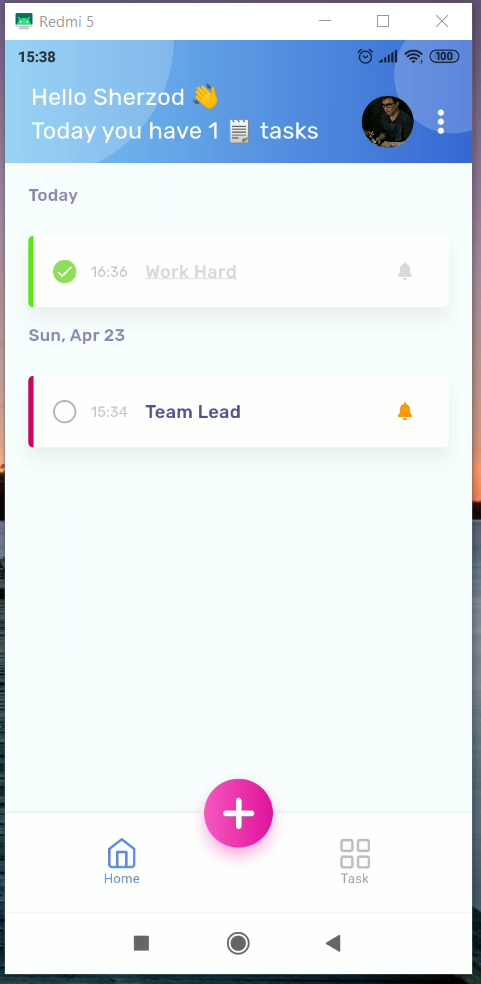 Redmi 5
15:38
100
Hello Sherzod 👋
Today you have 1 🗒️ tasks
Today
16:36 Work Hard
Sun, Apr 23
15:34 Team Lead
Home
Task